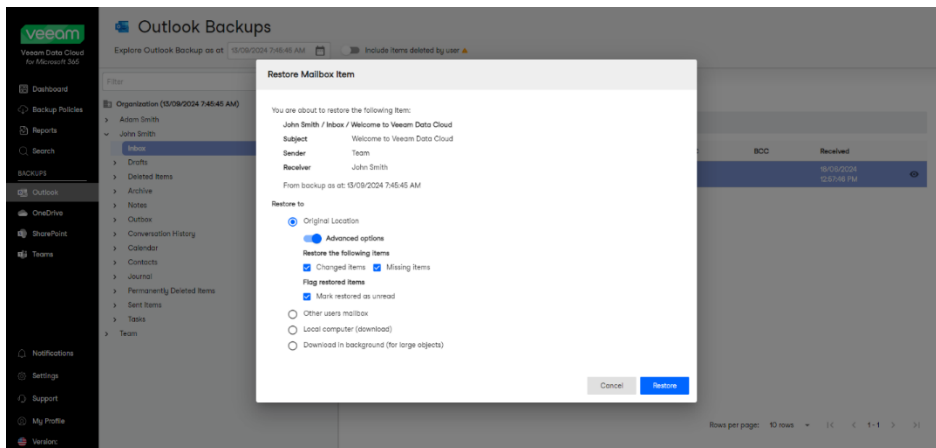 veeam
Veeam Data Cloud
for Microsoft 365
Dashboard
Backup Policies
Reports
Search
BACKUPS
Outlook
OneDrive
SharePoint
Teams
Notifications
Settings
Support
My Profile
Version:
Outlook Backups
Explore Outlook Backup as at 13/09/2024 7:45:45 AM
Include items deleted by user
Filter
Organization (13/09/2024 7:45:45 AM)
Adam Smith
John Smith
Inbox
Drafts
Deleted Items
Archive
Notes
Outbox
Conversation History
Calendar
Contacts
Journal
Permanently Deleted Items
Sent Items
Tasks
Team
Restore Mailbox Item
You are about to restore the following item:
John Smith / Inbox / Welcome to Veeam Data Cloud
Subject Welcome to Veeam Data Cloud
Sender Team
Receiver John Smith
From backup as at: 13/09/2024 7:45:45 AM
Restore to
Original Location
Advanced options
Restore the following items
Changed items Missing items
Flag restored items
Mark restored as unread
Other users mailbox
Local computer (download)
Download in background (for large objects)
Cancel Restore
BCC Received
12:57:46 PM
Rows per page: 10 rows 1-1